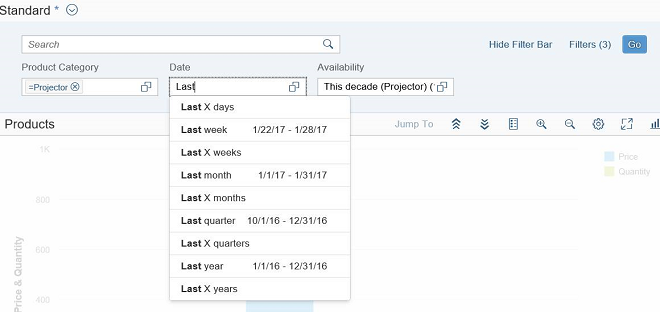 Standard *
Search
Hide Filter Bar
Filters (3)
Go
Product Category
Date
Availability
=Projector
Last
This decade (Projector) (
Last X days
Last week 1/22/17 - 1/28/17
Last X weeks
Last month 1/1/17 - 1/31/17
Last X months
Last quarter 10/1/16 - 12/31/16
Last X quarters
Last year 1/1/16 - 12/31/16
Last X years
Products
Jump To
1K
800
600
400
Price & Quantity
Price
Quantity